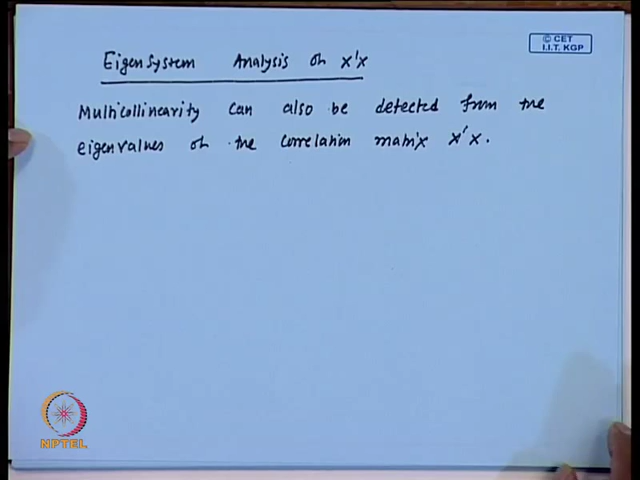 EigenSystem Analysis on X'X
© CET
I.I.T. KGP
Multicollinearity can also be detected from the
eigenvalues of the correlation matrix X'X.
NPTEL